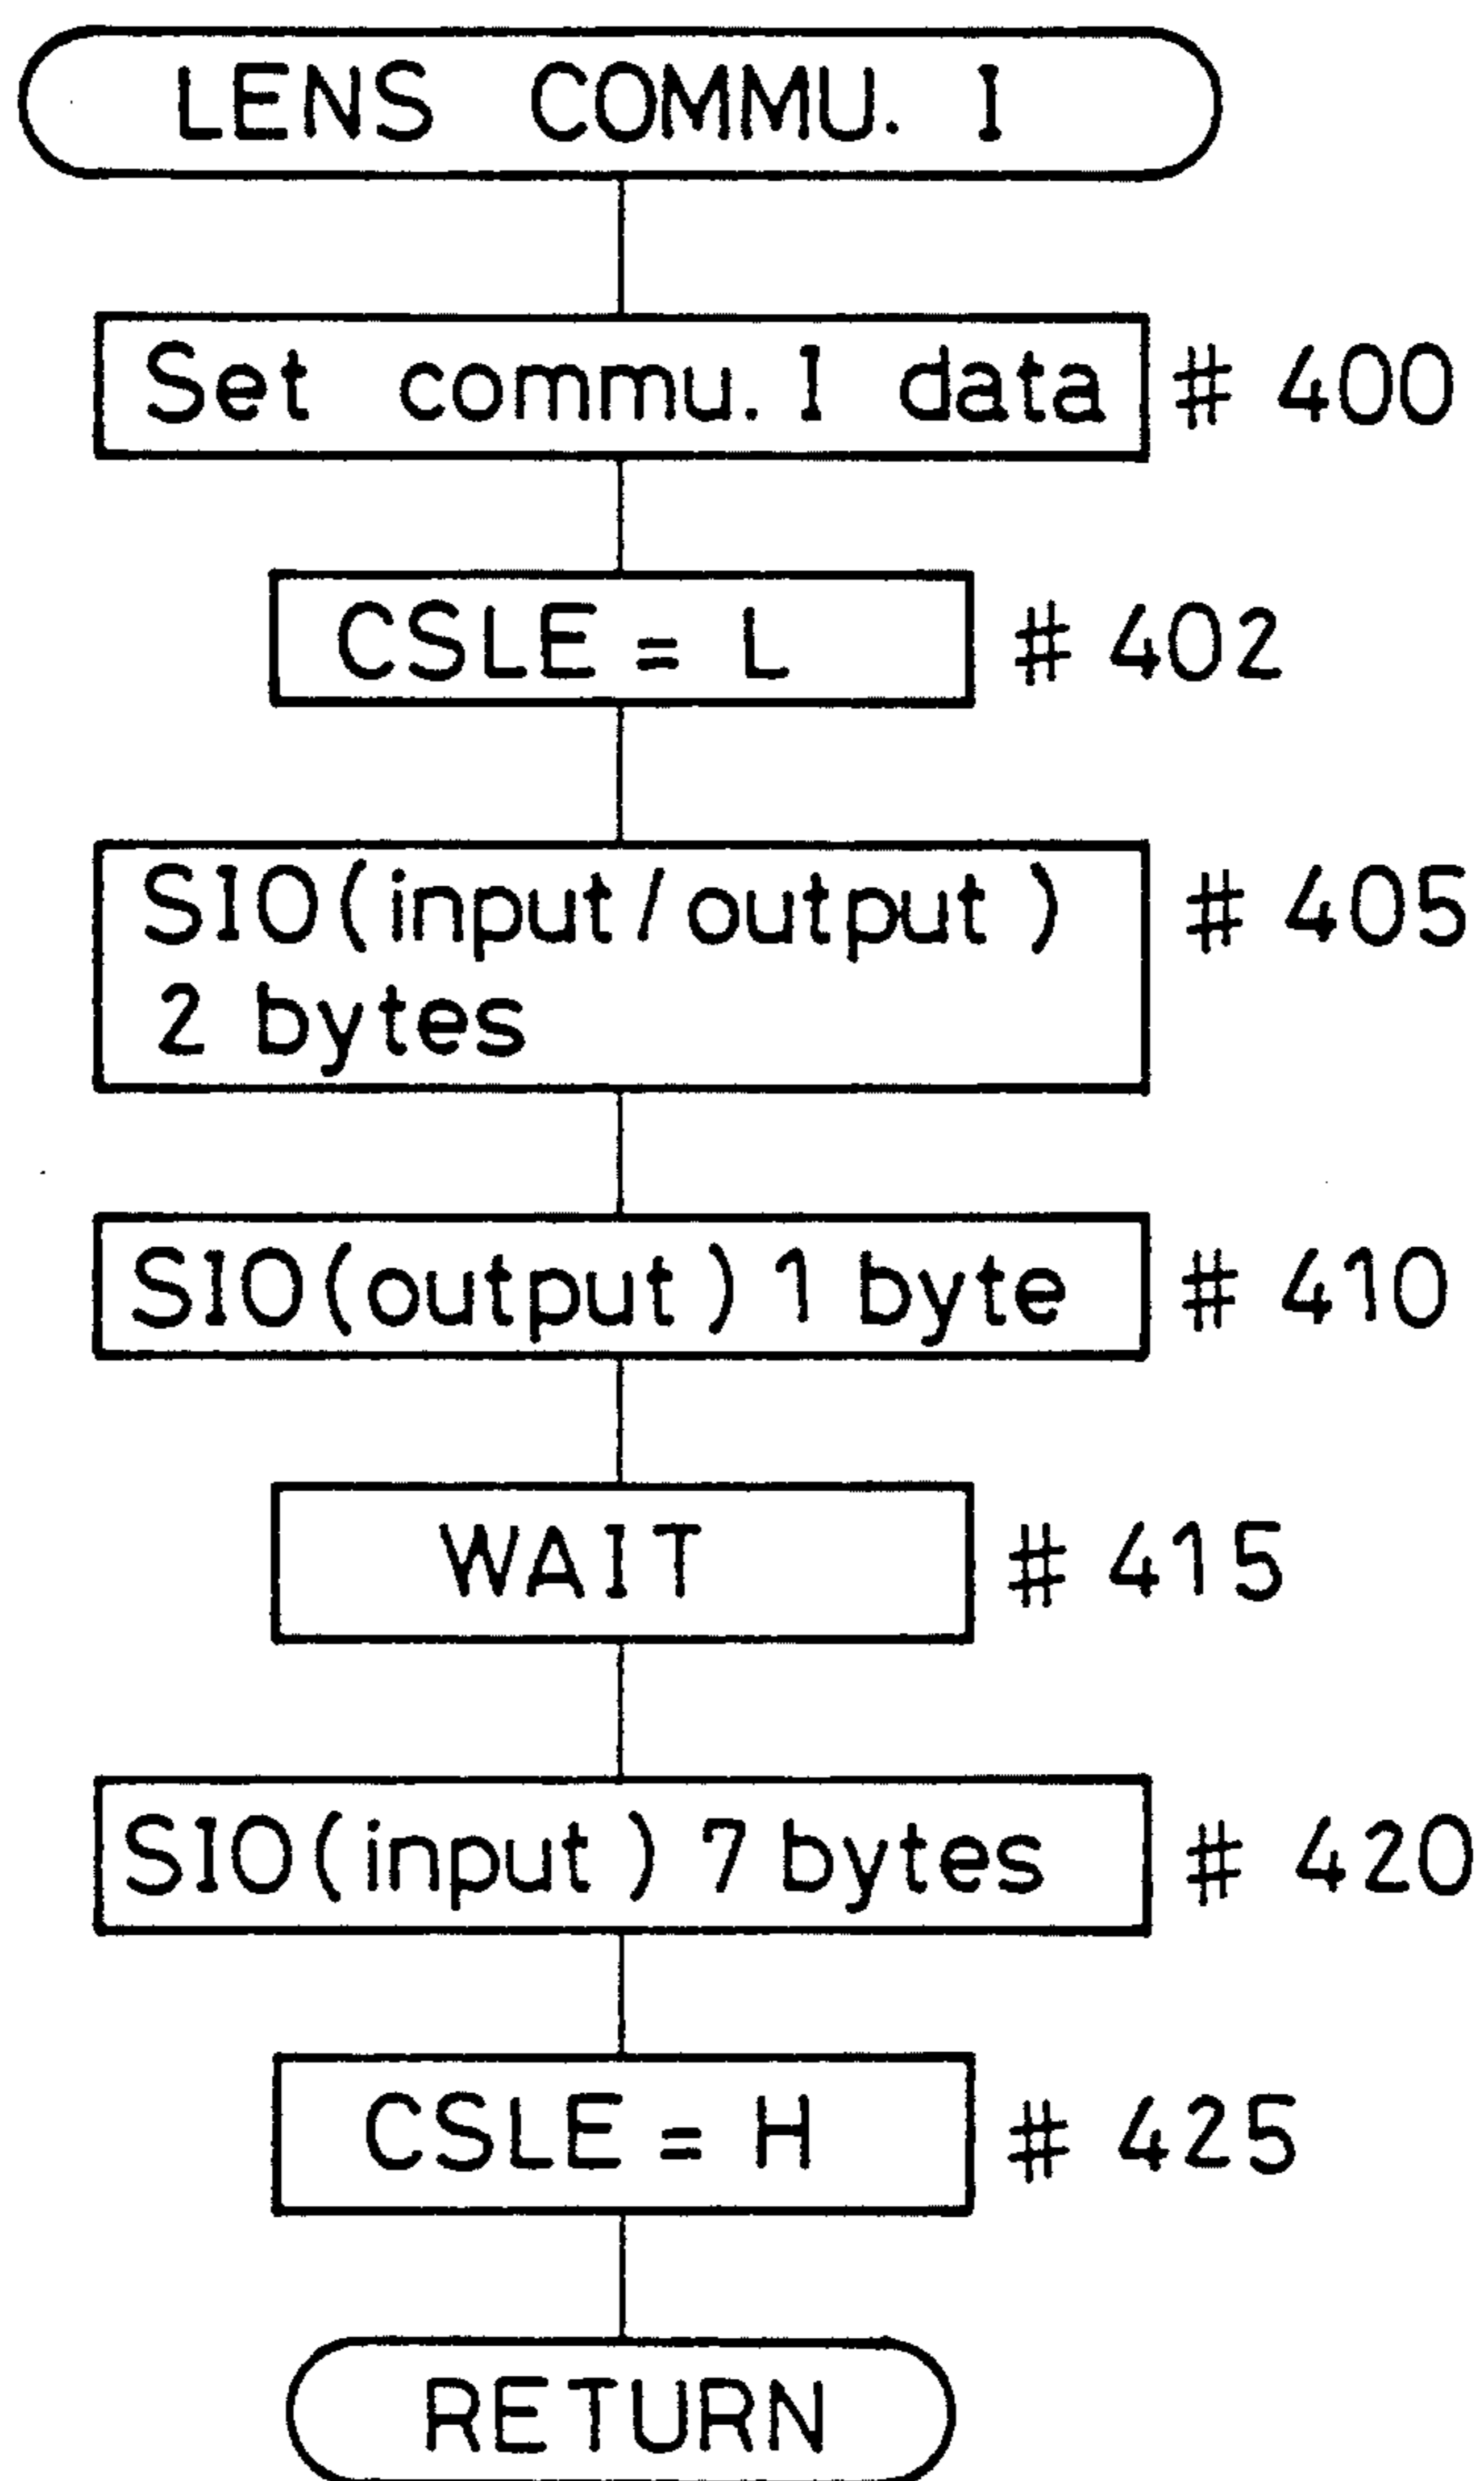 LENS COMMU. I
Set commu. I data # 400
CSLE = L # 402
SIO(input/output) # 405
2 bytes
SIO(output) 1 byte # 410
WAIT # 415
SIO(input) 7 bytes # 420
CSLE = H # 425
RETURN